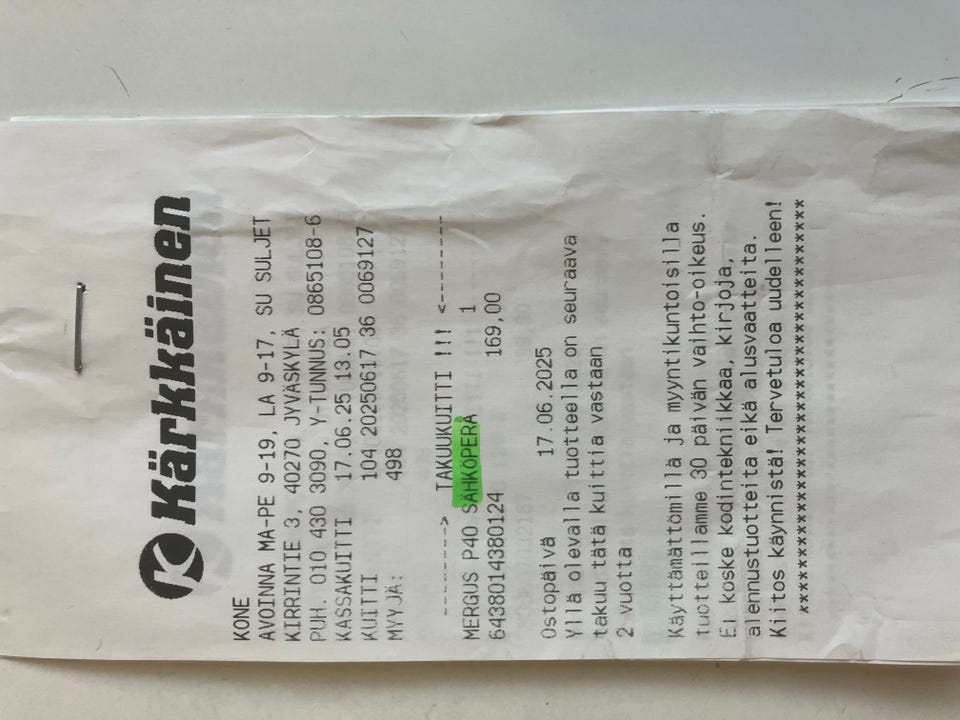 Kärkkäinen
KONE
AVOINNA MA-PE 9-19, LA 9-17, SU SULJET
KIRRINTIE 3, 40270 JYVÄSKYLÄ
PUH. 010 430 3090, Y-TUNNUS: 0865108-6
KASSAKUITTI 17.06.25 13.05
KUITTI 104 20250617 36 0069127
MYYJÄ: 498
--------> TAKUUKUITTI !!! <--------
MERGUS P40 SÄHKÖPERÄ 1
6438014380124 169,00
Ostopäivä 17.06.2025
Yllä olevalla tuotteella on seuraava
takuu tätä kuittia vastaan
2 vuotta
Käyttämättömillä ja myyntikuntoisilla
tuotteillamme 30 päivän vaihto-oikeus.
Ei koske kodintekniikkaa, kirjoja,
alennustuotteita eikä alusvaatteita.
Kiitos käynnistä! Tervetuloa uudelleen!
**************************************